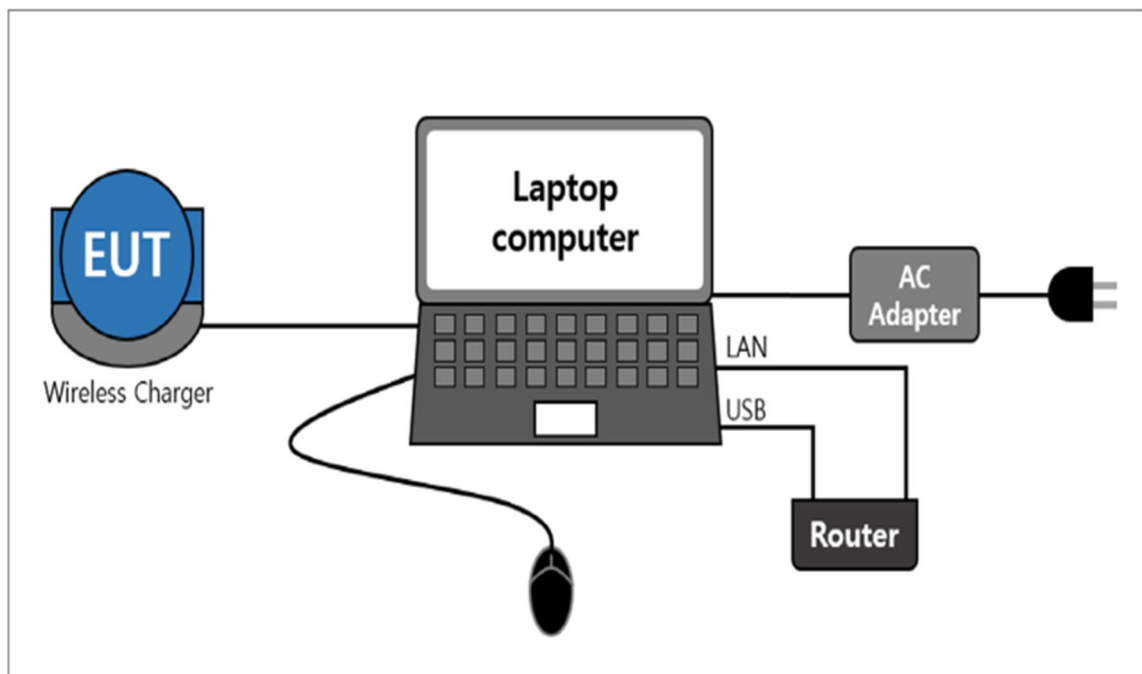 Laptop
computer
EUT
Wireless Charger
AC
Adapter
LAN
USB
Router